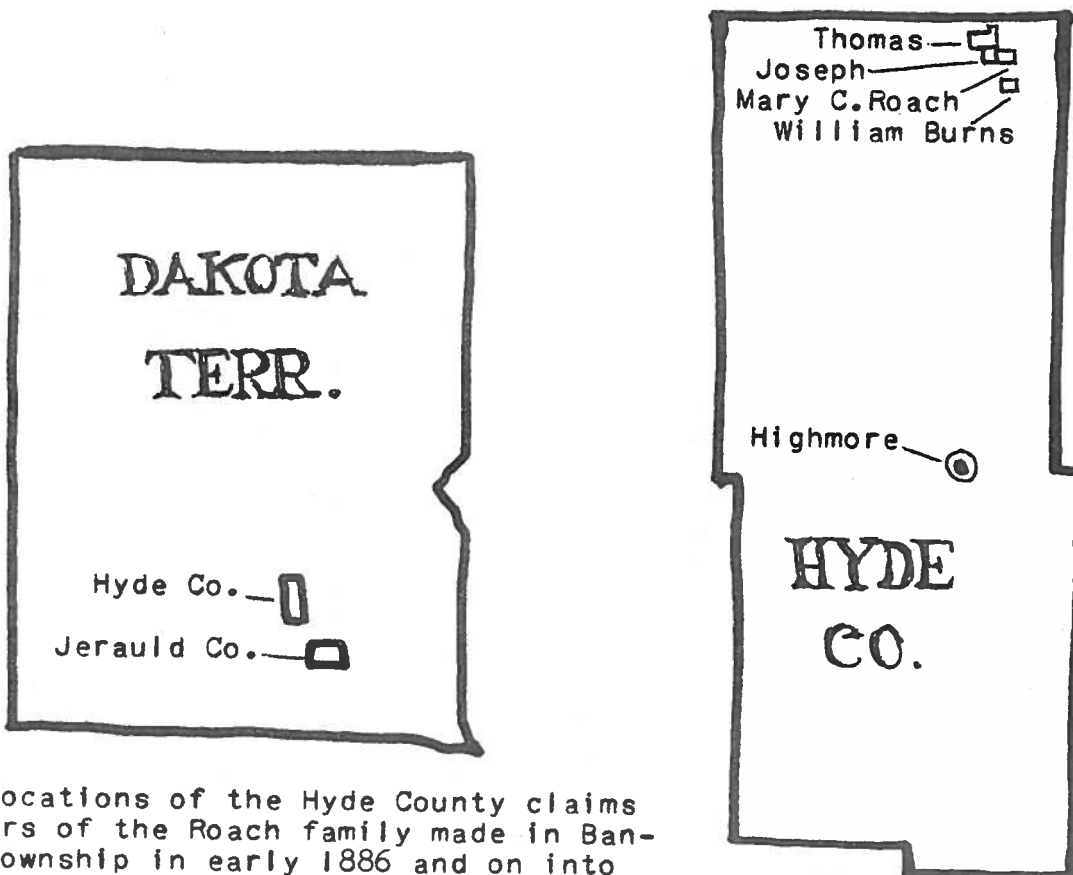 Thomas
Joseph
Mary C.Roach
William Burns
DAKOTA
TERR.
Highmore
HYDE
CO.
Hyde Co.
Jerauld Co.
ocations of the Hyde County claims
rs of the Roach family made in Ban-
ownship in early 1886 and on into